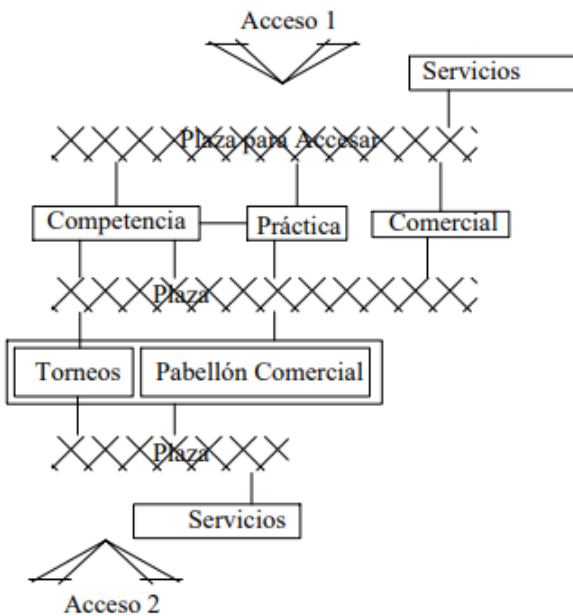 Acceso 1
Servicios
Plaza para Accesar
Competencia
Práctica
Comercial
Plaza
Torneos
Pabellón Comercial
Plaza
Servicios
Acceso 2